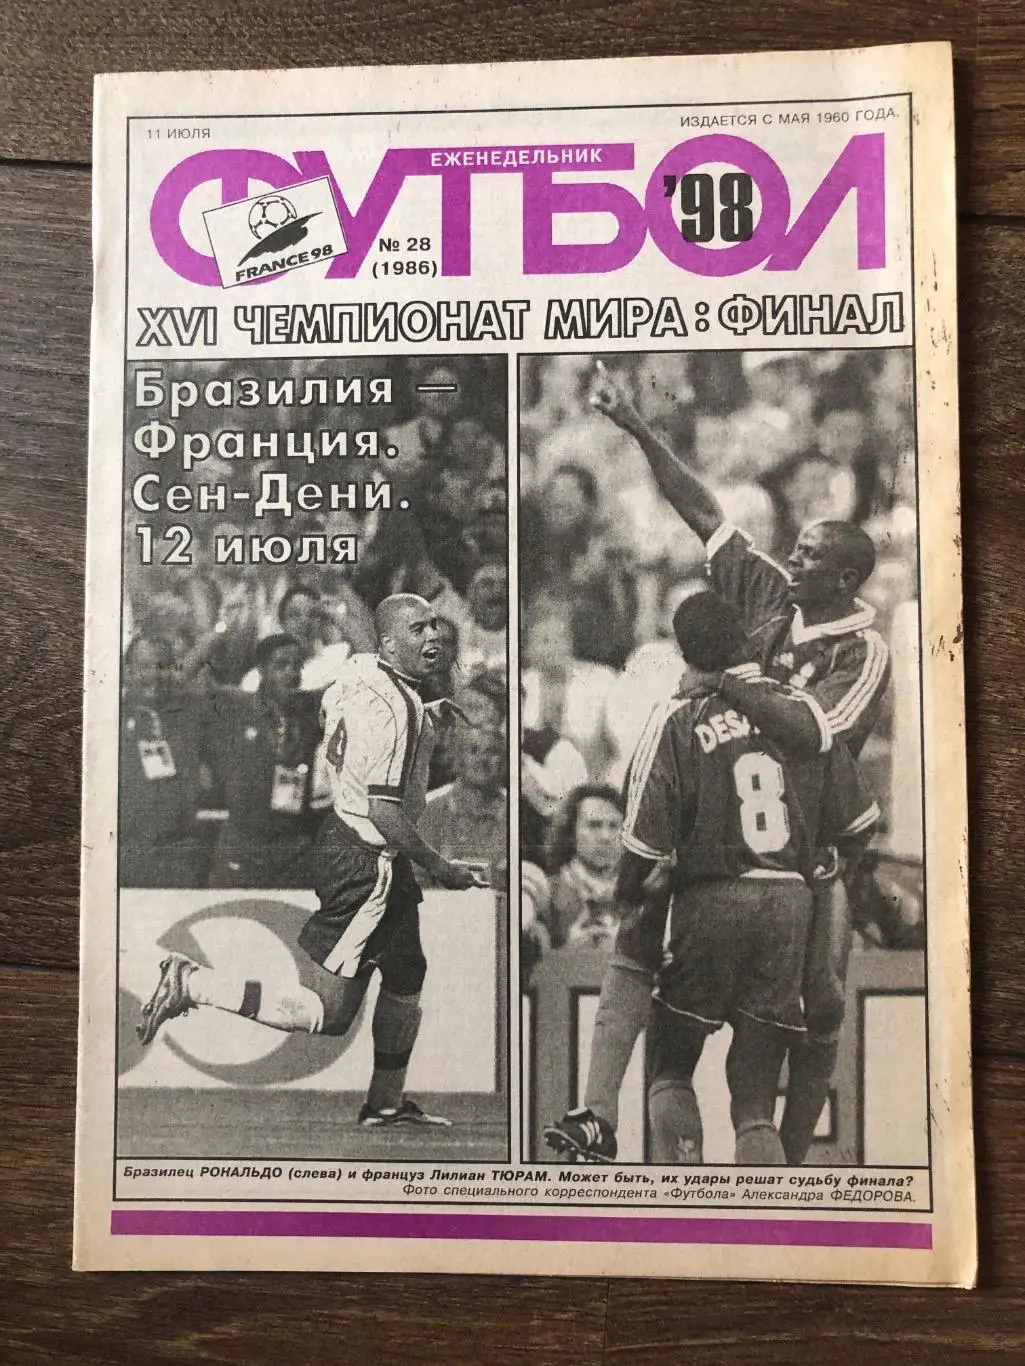 11 ИЮЛЯ
ИЗДАЕТСЯ С МАЯ 1960 ГОДА.
ЕЖЕНЕДЕЛЬНИК
ФУТБОЛ
'98
FRANCE 98
№ 28
(1986)
XVI ЧЕМПИОНАТ МИРА: ФИНАЛ
Бразилия —
Франция.
Сен-Дени.
12 июля
8
Бразилец РОНАЛЬДО (слева) и француз Лилиан ТЮРАМ. Может быть, их удары решат судьбу финала?
Фото специального корреспондента «Футбола» Александра ФЕДОРОВА.